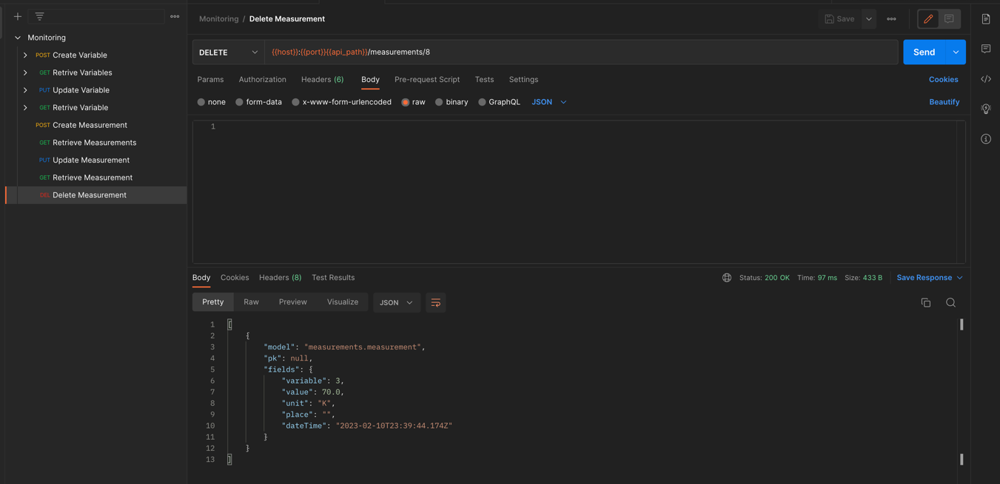 Monitoring / Delete Measurement
Save
Monitoring
POST Create Variable
GET Retrive Variables
PUT Update Variable
GET Retrive Variable
POST Create Measurement
GET Retrieve Measurements
PUT Update Measurement
GET Retrieve Measurement
DEL Delete Measurement
DELETE
{{host}}:{{port}}{{api_path}}/measurements/8
Send
Params Authorization Headers (6) Body Pre-request Script Tests Settings
Cookies
none form-data x-www-form-urlencoded raw binary GraphQL JSON
Beautify
1
Body Cookies Headers (8) Test Results
Status: 200 OK Time: 97 ms Size: 433 B Save Response
Pretty Raw Preview Visualize JSON
1 [
2 {
3 "model": "measurements.measurement",
4 "pk": null,
5 "fields": {
6 "variable": 3,
7 "value": 70.0,
8 "unit": "K",
9 "place": "",
10 "dateTime": "2023-02-10T23:39:44.174Z"
11 }
12 }
13 ]